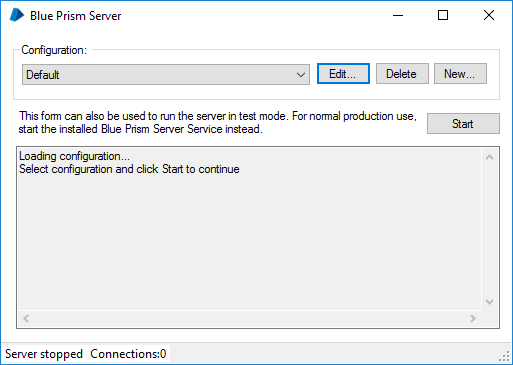 Blue Prism Server
Configuration:
Default Edit... Delete New...
This form can also be used to run the server in test mode. For normal production use,
start the installed Blue Prism Server Service instead.
Start
Loading configuration...
Select configuration and click Start to continue
Server stopped Connections:0